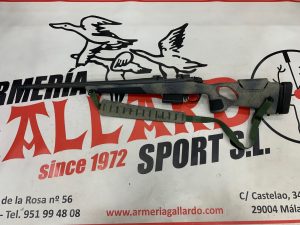 ARMERÍA
ALLARDO
since 1972 SPORT S.L.
de la Rosa nº 56
- Tel. 951 99 48 08
www.armeriagallardo.com
C/ Castelao, 34
29004 Mála